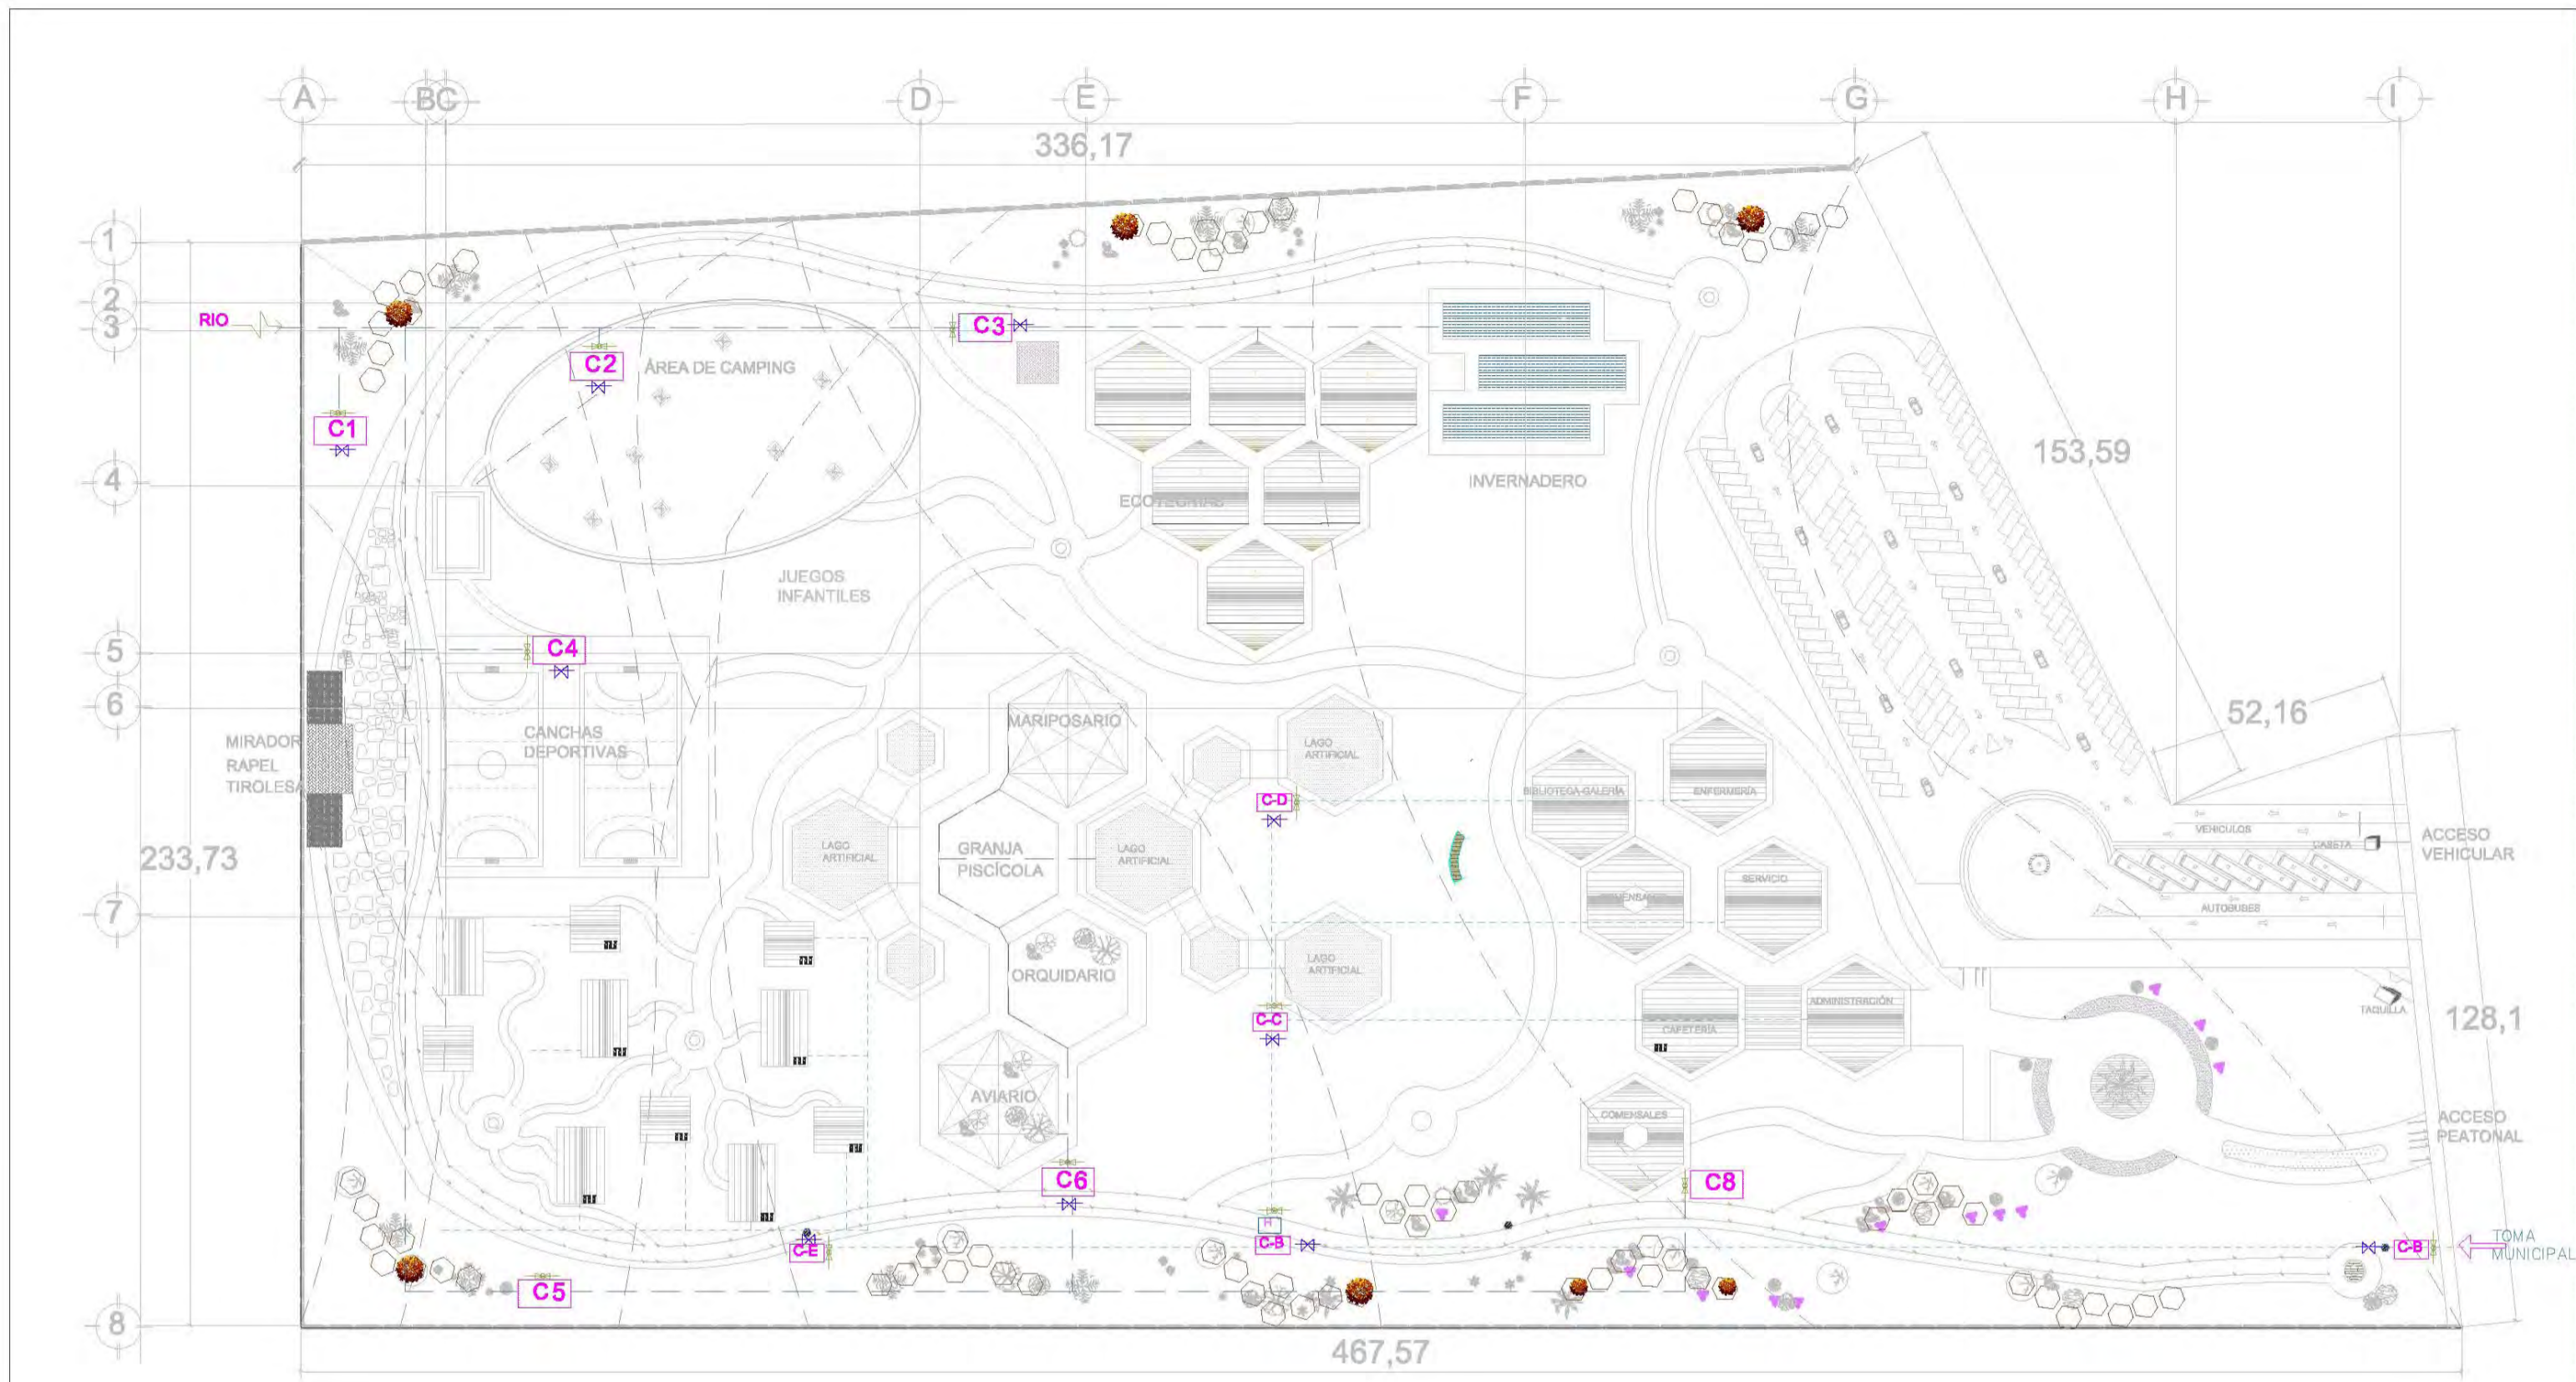 A
B
C
D
E
F
G
H
I
336,17
1
2
3
RIO
C3
C2
ÁREA DE CAMPING
C1
153,59
4
INVERNADERO
JUEGOS
INFANTILES
5
C4
6
52,16
MARIPOSARIO
CANCHAS
DEPORTIVAS
MIRADOR
RAPEL
TIROLESA
LAGO
ARTIFICIAL
BIBLIOTECA-GALERÍA
ENFERMERÍA
C-D
VEHICULOS
CASETA
ACCESO
VEHICULAR
233,73
LAGO
ARTIFICIAL
GRANJA
PISCÍCOLA
LAGO
ARTIFICIAL
SERVICIO
7
AUTOBUSES
ORQUIDARIO
LAGO
ARTIFICIAL
ADMINISTRACIÓN
CAFETERÍA
C-C
TAQUILLA
128,1
AVIARIO
COMENSALES
ACCESO
PEATONAL
C6
C8
H
C-B
C-E
C-B
TOMA
MUNICIPAL
C5
8
467,57